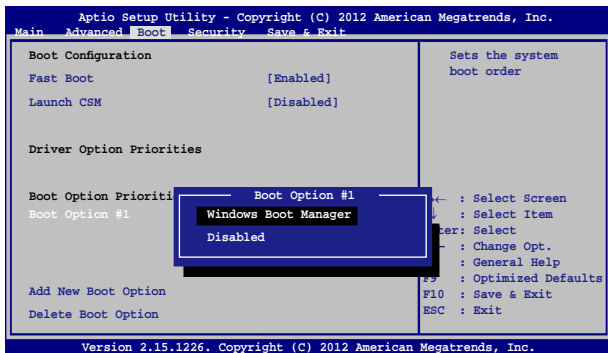 Aptio Setup Utility - Copyright (C) 2012 American Megatrends, Inc.
Main Advanced Boot Security Save & Exit
Boot Configuration
Fast Boot [Enabled]
Launch CSM [Disabled]
Driver Option Priorities
Boot Option Prioriti
Boot Option #1
Add New Boot Option
Delete Boot Option
Boot Option #1
Windows Boot Manager
Disabled
Sets the system
boot order
← : Select Screen
↓ : Select Item
ter: Select
- : Change Opt.
: General Help
F9 : Optimized Defaults
F10 : Save & Exit
ESC : Exit
Version 2.15.1226. Copyright (C) 2012 American Megatrends, Inc.